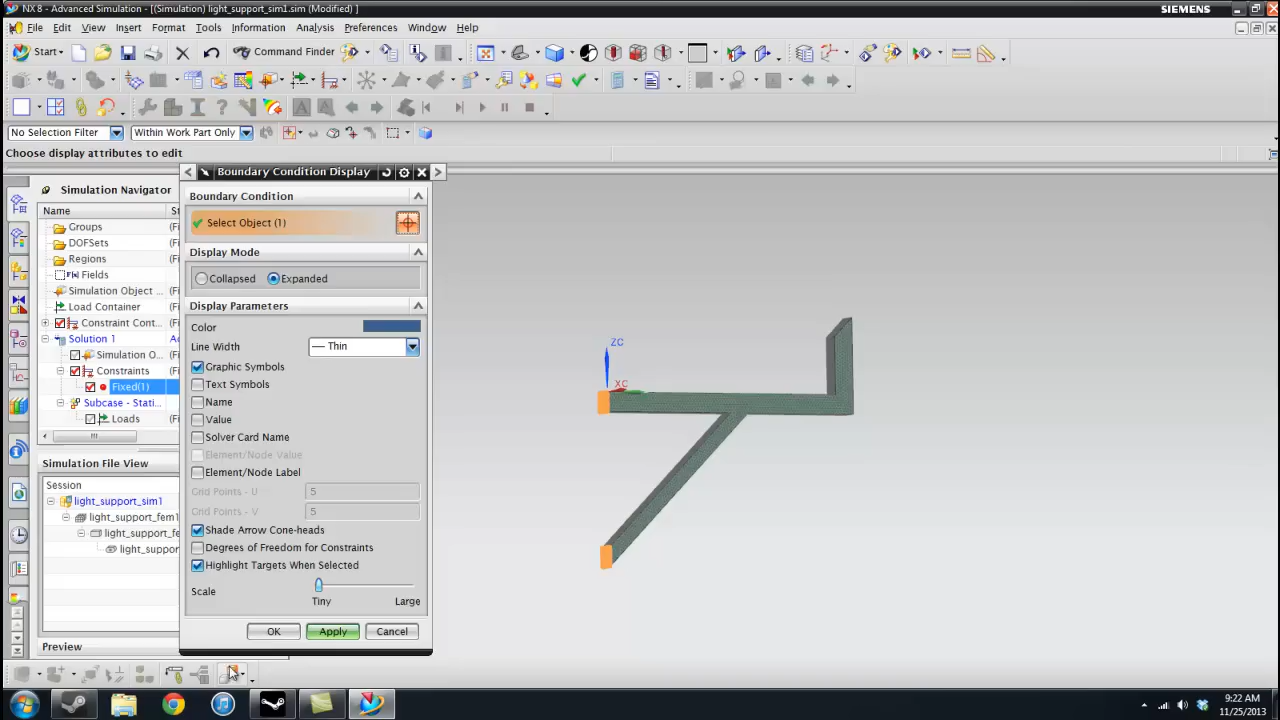 NX 8 - Advanced Simulation - [(Simulation) light_support_sim1.sim (Modified) ]
SIEMENS
File Edit View Insert Format Tools Information Analysis Preferences Window Help
Start Command Finder
No Selection Filter Within Work Part Only
Choose display attributes to edit
Simulation Navigator
Name
Groups
DOFSets
Regions
Fields
Simulation Object ...
Load Container
Constraint Cont...
Solution 1
Simulation O...
Constraints
Fixed(1)
Subcase - Stati...
Loads
Simulation File View
Session
light_support_sim1
light_support_fem1
light_support_fe
light_suppor
Preview
Boundary Condition Display
Boundary Condition
Select Object (1)
Display Mode
Collapsed Expanded
Display Parameters
Color
Line Width Thin
Graphic Symbols
Text Symbols
Name
Value
Solver Card Name
Element/Node Value
Element/Node Label
Grid Points - U 5
Grid Points - V 5
Shade Arrow Cone-heads
Degrees of Freedom for Constraints
Highlight Targets When Selected
Scale
Tiny Large
OK Apply Cancel
ZC
XC
9:22 AM
11/25/2013